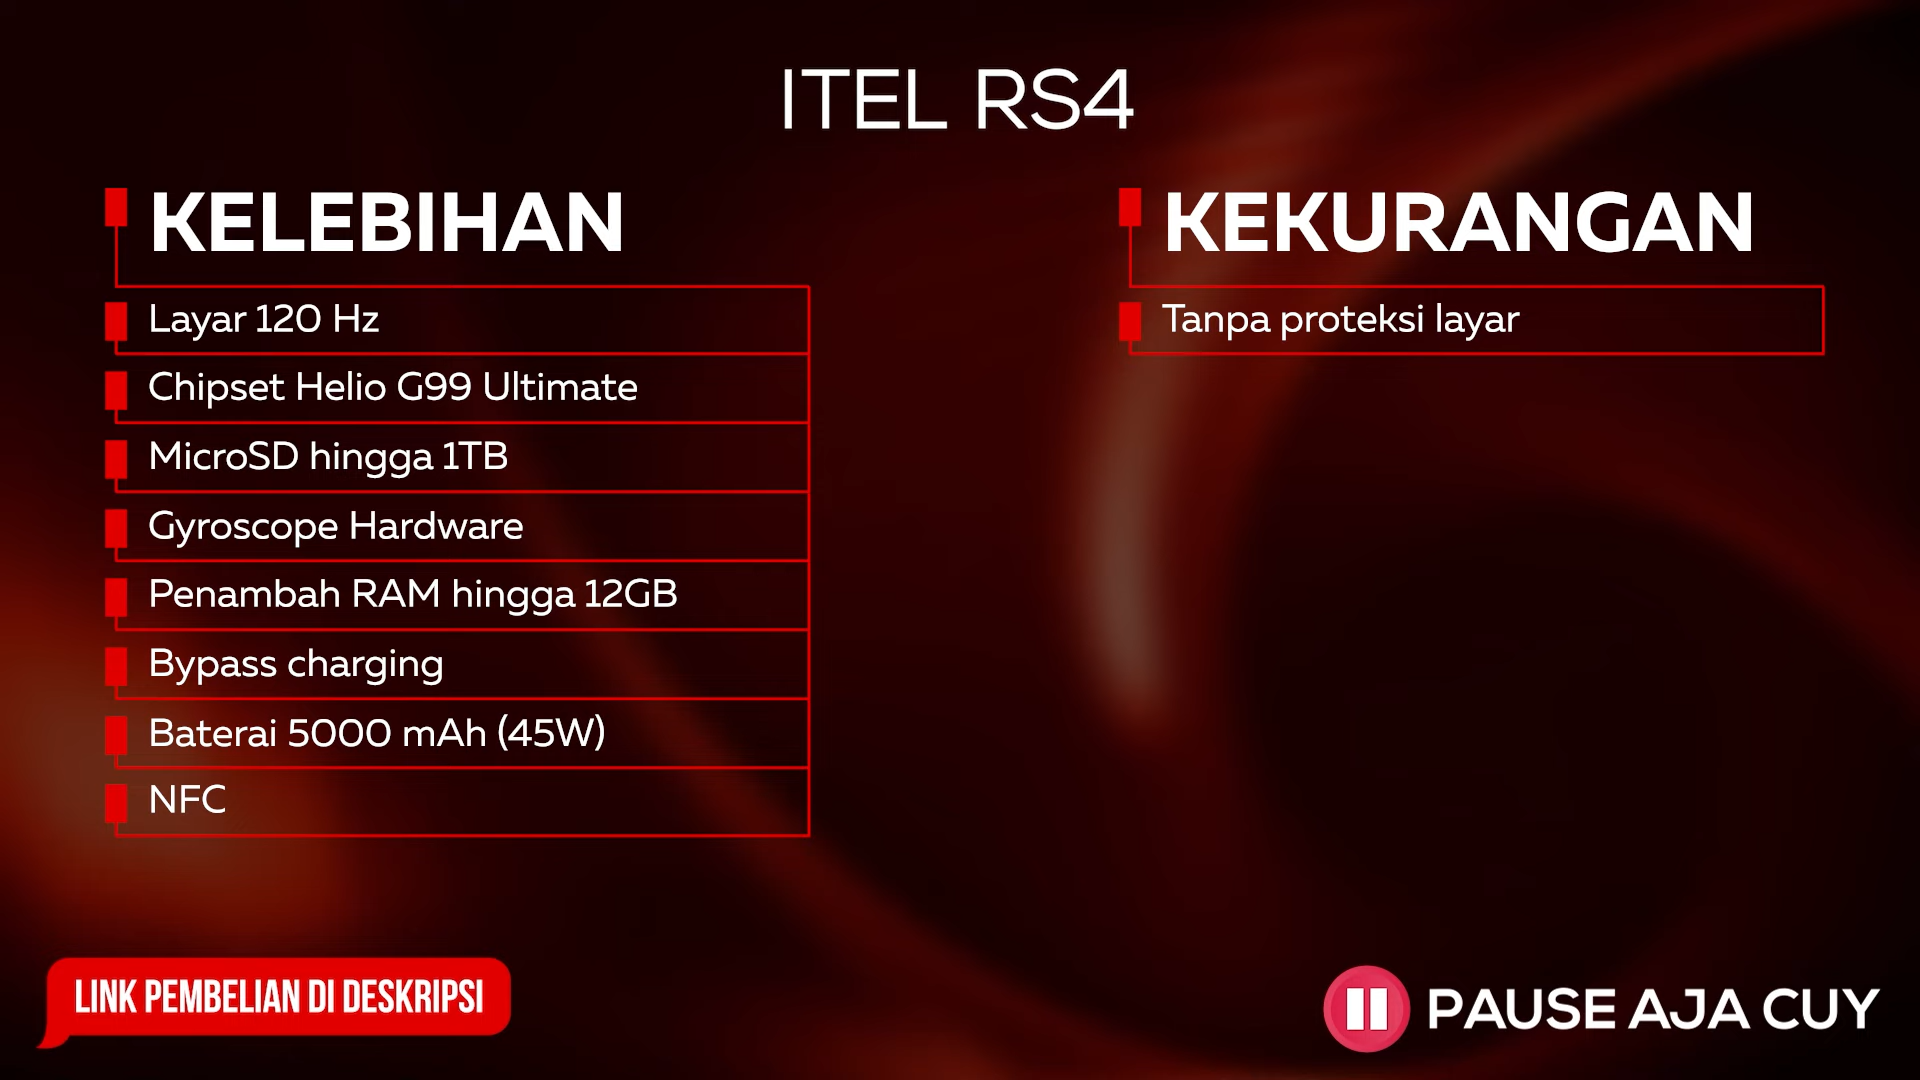 ITEL RS4
KELEBIHAN
Layar 120 Hz
Chipset Helio G99 Ultimate
MicroSD hingga 1TB
Gyroscope Hardware
Penambah RAM hingga 12GB
Bypass charging
Baterai 5000 mAh (45W)
NFC
KEKURANGAN
Tanpa proteksi layar
LINK PEMBELIAN DI DESKRIPSI
PAUSE AJA CUY